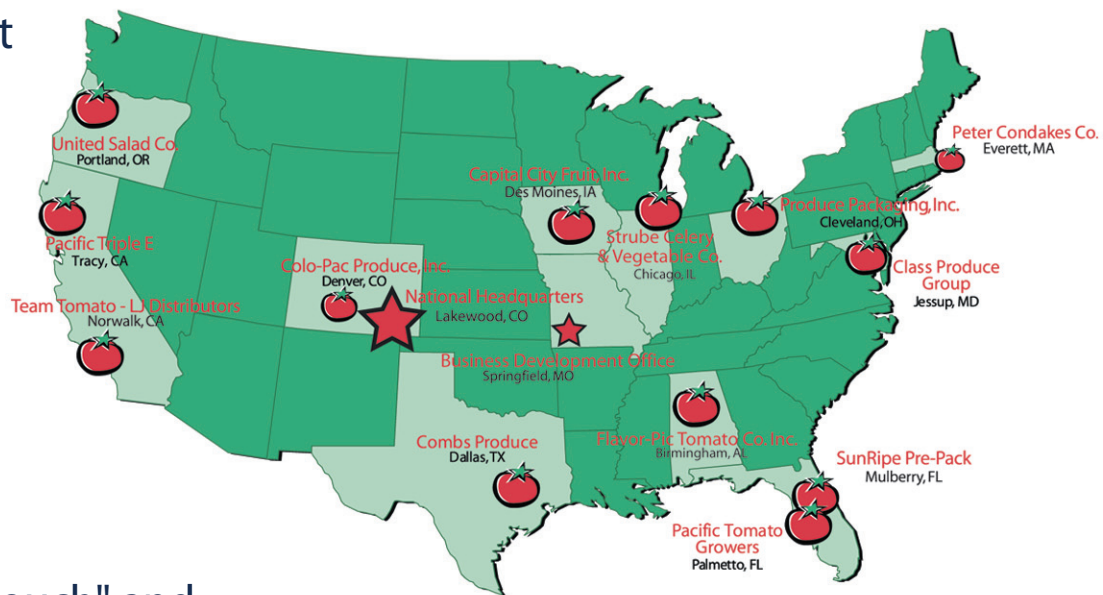 t
United Salad Co.
Portland, OR
Pacific Triple E
Tracy, CA
Team Tomato - LJ Distributors
Norwalk, CA
Colo-Pac Produce, Inc.
Denver, CO
National Headquarters
Lakewood, CO
Capital City Fruit, Inc.
Des Moines, IA
Strube Celery
& Vegetable Co.
Chicago, IL
Produce Packaging, Inc.
Cleveland, OH
Peter Condakes Co.
Everett, MA
Class Produce
Group
Jessup, MD
Business Development Office
Springfield, MO
Combs Produce
Dallas, TX
Flavor-Pic Tomato Co. Inc.
Birmingham, AL
SunRipe Pre-Pack
Mulberry, FL
Pacific Tomato
Growers
Palmetto, FL